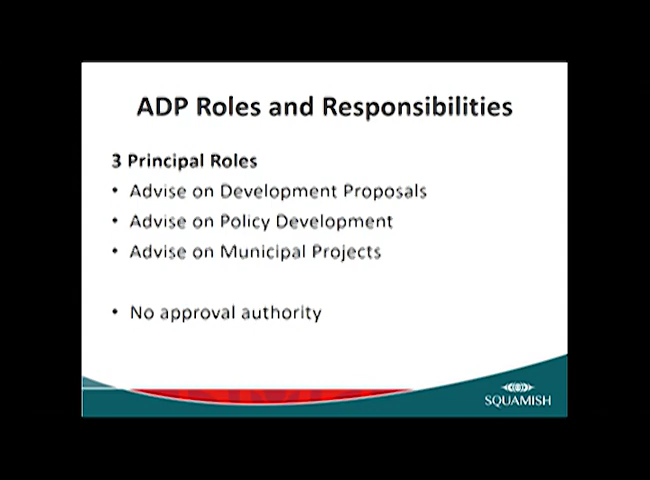 ADP Roles and Responsibilities
3 Principal Roles
• Advise on Development Proposals
• Advise on Policy Development
• Advise on Municipal Projects
• No approval authority
SQUAMISH